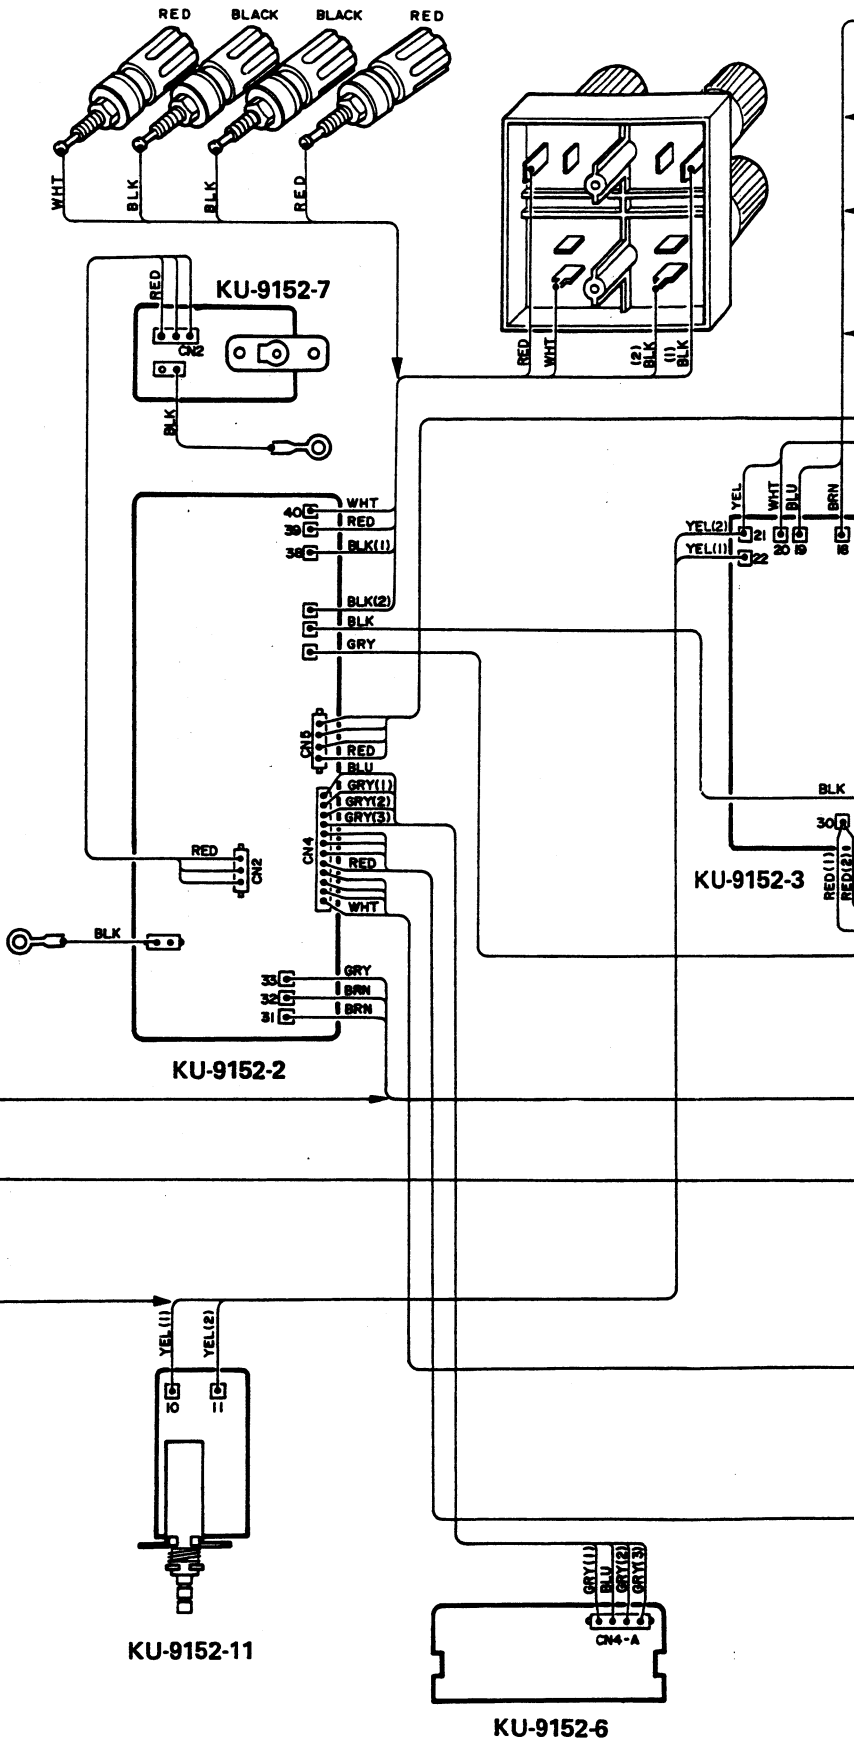 RED
BLACK
BLACK
RED
WHT
BLK
BLK
RED
KU-9152-7
RED
CN2
BLK
RED
WHT
(2)
BLK
(1)
BLK
40
WHT
39
RED
38
BLK(1)
BLK(2)
BLK
GRY
CN5
RED
BLU
GRY(1)
GRY(2)
GRY(3)
CN4
RED
WHT
RED
CN2
BLK
33
GRY
32
BRN
31
BRN
KU-9152-2
YEL
WHT
BLU
BRN
YEL(2)
21
20
19
18
YEL(1)
22
BLK
30
KU-9152-3
RED(1)
RED(2)
YEL(1)
YEL(2)
10
11
KU-9152-11
GRY(1)
BLU
GRY(2)
GRY(3)
CN4-A
KU-9152-6